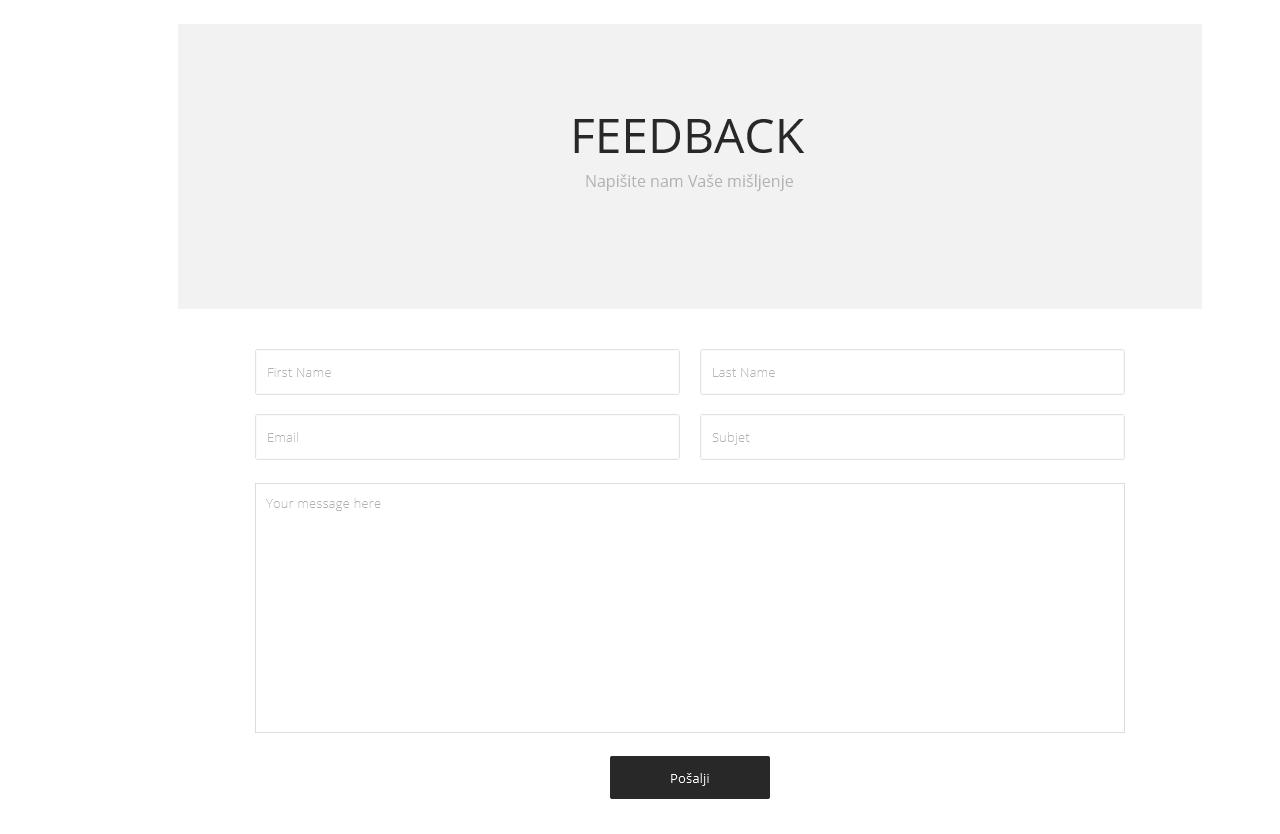 FEEDBACK
Napišite nam Vaše mišljenje
First Name
Last Name
Email
Subjet
Your message here
Pošalji